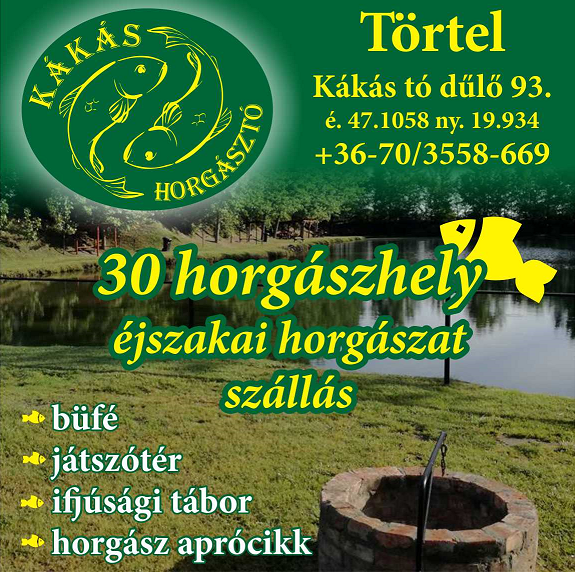 KÁKÁS
HORGÁSZTÓ
Törtel
Kákás tó dűlő 93.
é. 47.1058 ny. 19.934
+36-70/3558-669
30 horgászhely
éjszakai horgászat
szállás
büfé
játszótér
ifjúsági tábor
horgász aprócikk